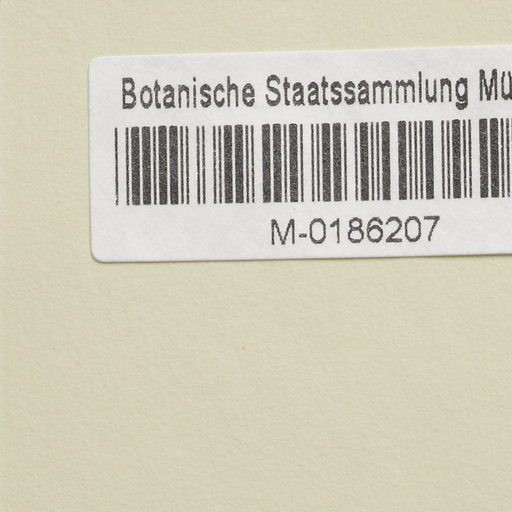 Botanische Staatssammlung Mü
M-0186207